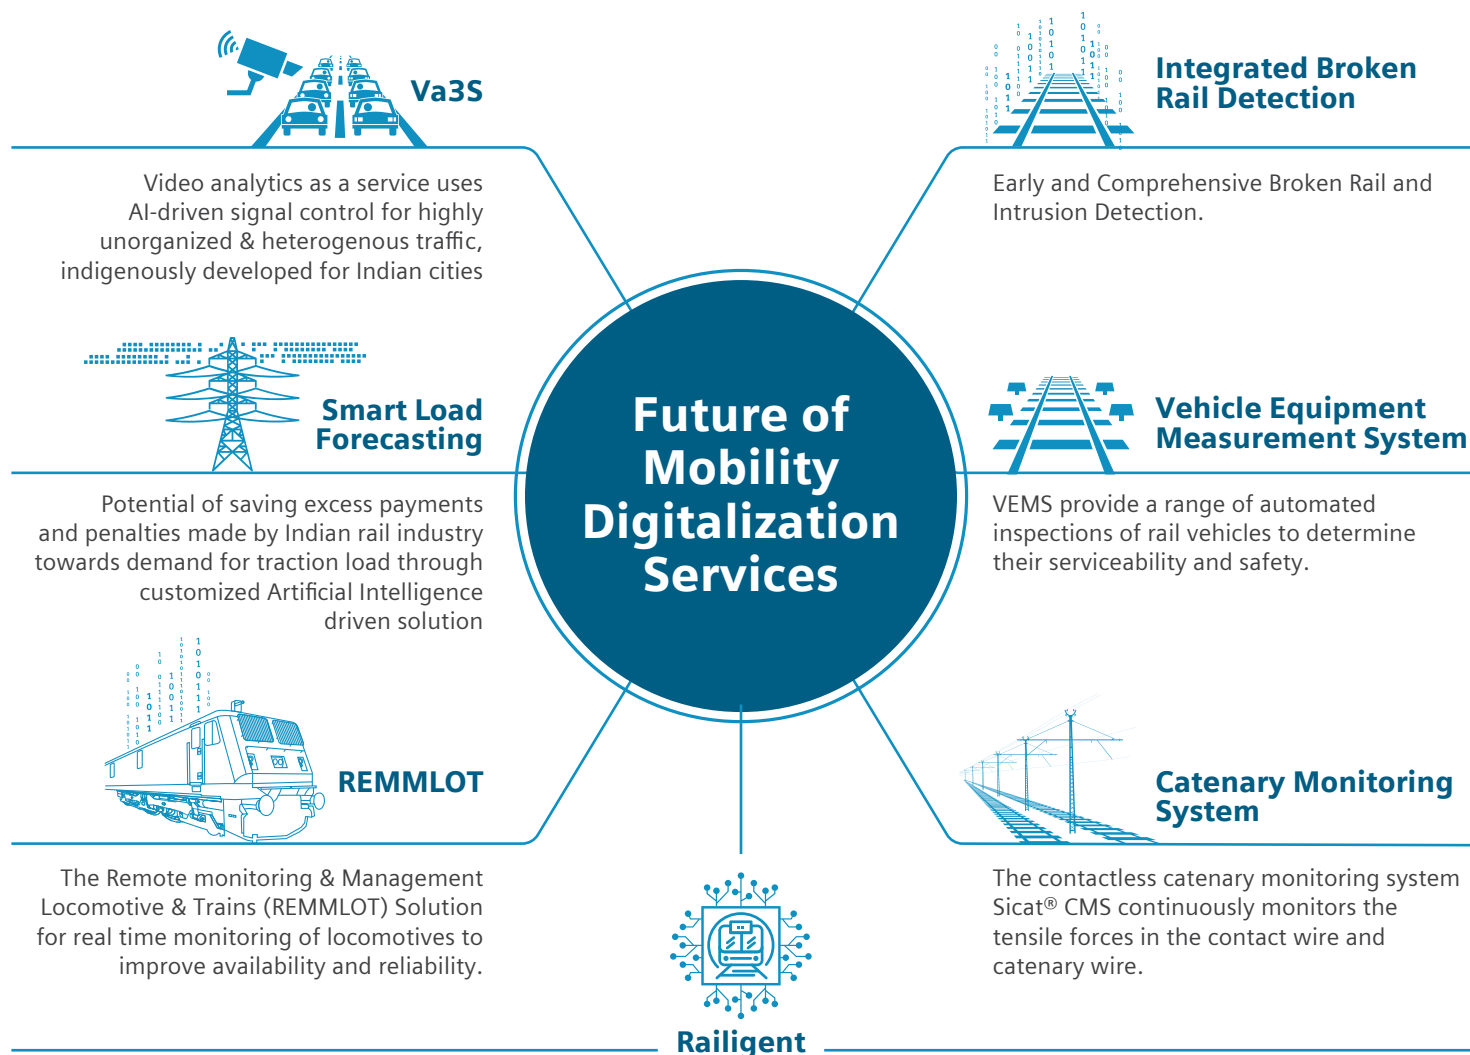 Va3S
Video analytics as a service uses
AI-driven signal control for highly
unorganized & heterogenous traffic,
indigenously developed for Indian cities
Smart Load
Forecasting
Potential of saving excess payments
and penalties made by Indian rail industry
towards demand for traction load through
customized Artificial Intelligence
driven solution
REMMLOT
The Remote monitoring & Management
Locomotive & Trains (REMMLOT) Solution
for real time monitoring of locomotives to
improve availability and reliability.
Future of
Mobility
Digitalization
Services
Integrated Broken
Rail Detection
Early and Comprehensive Broken Rail and
Intrusion Detection.
Vehicle Equipment
Measurement System
VEMS provide a range of automated
inspections of rail vehicles to determine
their serviceability and safety.
Catenary Monitoring
System
The contactless catenary monitoring system
Sicat® CMS continuously monitors the
tensile forces in the contact wire and
catenary wire.
Railigent